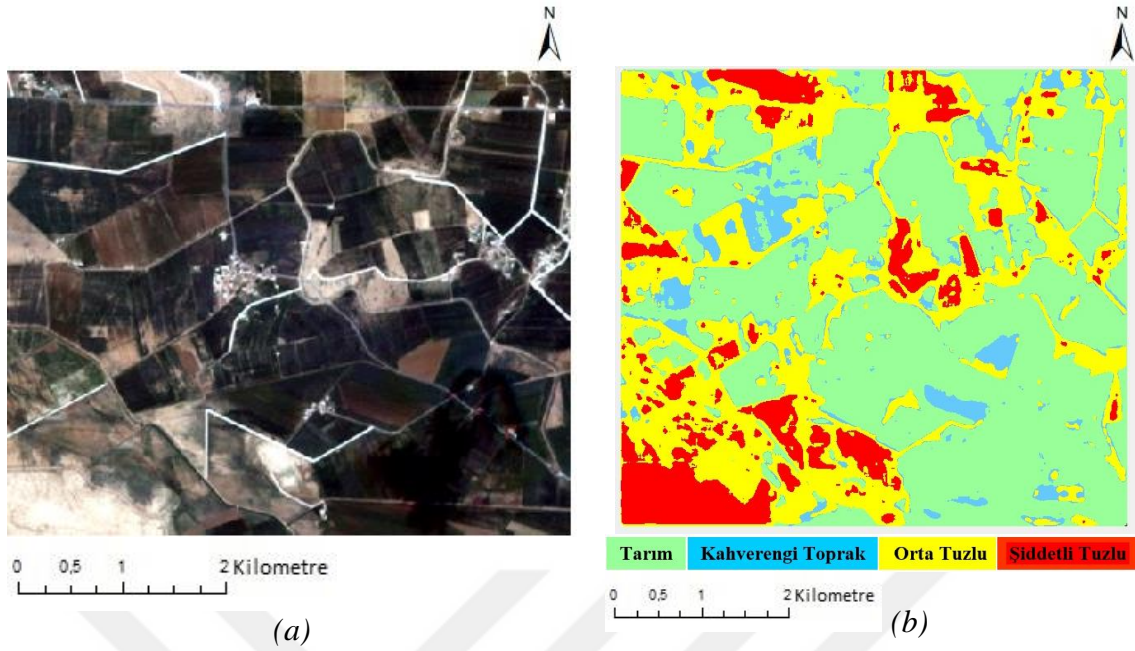 N
N
Tarım Kahverengi Toprak Orta Tuzlu Şiddetli Tuzlu
0 0,5 1 2 Kilometre
0 0,5 1 2 Kilometre
(a)
(b)